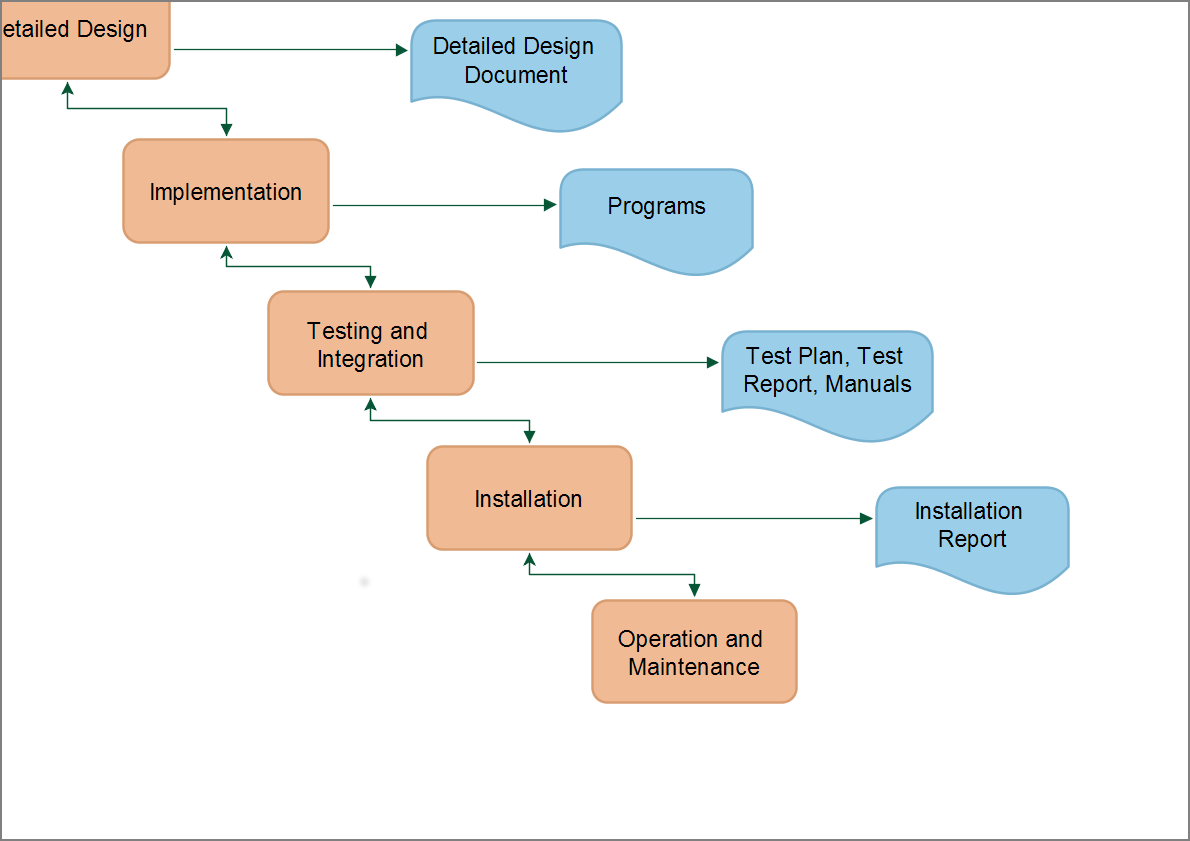 etailed Design
Detailed Design
Document
Implementation
Programs
Testing and
Integration
Test Plan, Test
Report, Manuals
Installation
Installation
Report
Operation and
Maintenance